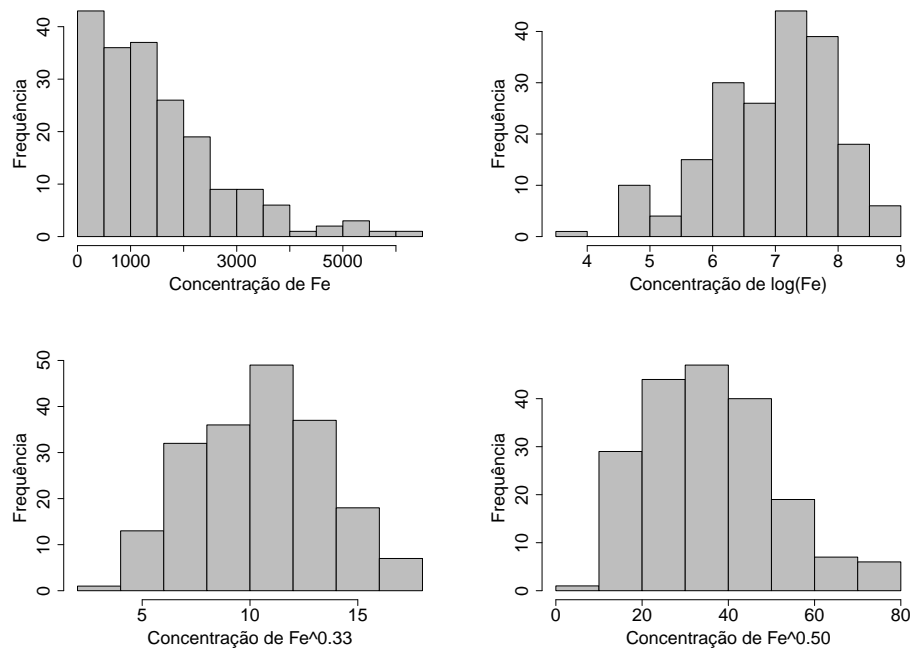 Frequência
0 10 20 30 40
0 1000 3000 5000
Concentração de Fe
Frequência
0 10 20 30 40
4 5 6 7 8 9
Concentração de log(Fe)
Frequência
0 10 20 30 40 50
5 10 15
Concentração de Fe^0.33
Frequência
0 10 20 30 40
0 20 40 60 80
Concentração de Fe^0.50